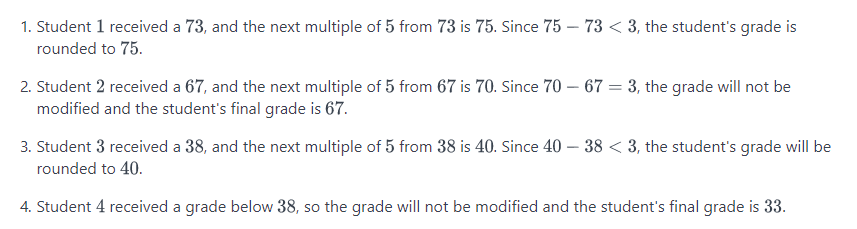 1. Student 1 received a 73, and the next multiple of 5 from 73 is 75. Since 75 − 73 < 3, the student's grade is
rounded to 75.
2. Student 2 received a 67, and the next multiple of 5 from 67 is 70. Since 70 − 67 = 3, the grade will not be
modified and the student's final grade is 67.
3. Student 3 received a 38, and the next multiple of 5 from 38 is 40. Since 40 − 38 < 3, the student's grade will be
rounded to 40.
4. Student 4 received a grade below 38, so the grade will not be modified and the student's final grade is 33.